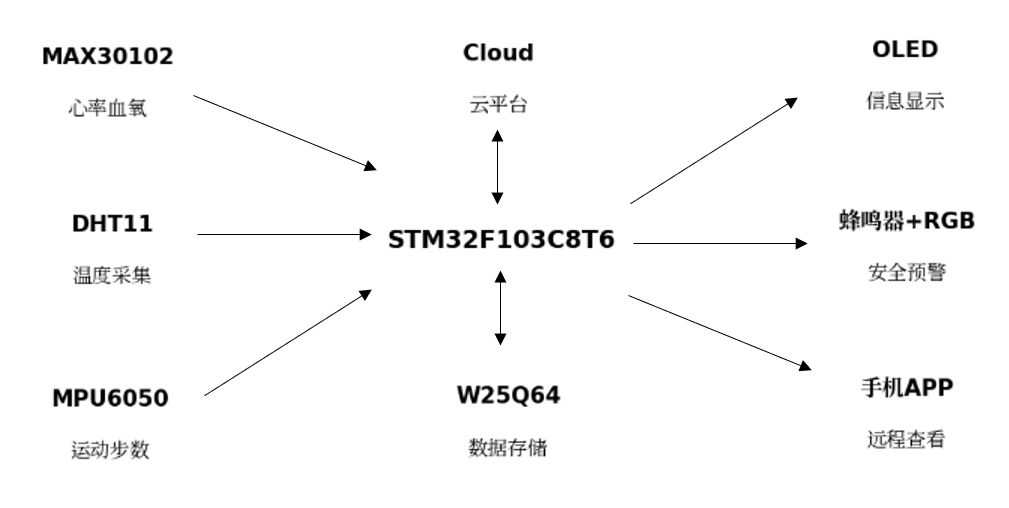 MAX30102
心率血氧
Cloud
云平台
OLED
信息显示
DHT11
温度采集
STM32F103C8T6
蜂鸣器+RGB
安全预警
MPU6050
运动步数
W25Q64
数据存储
手机APP
远程查看